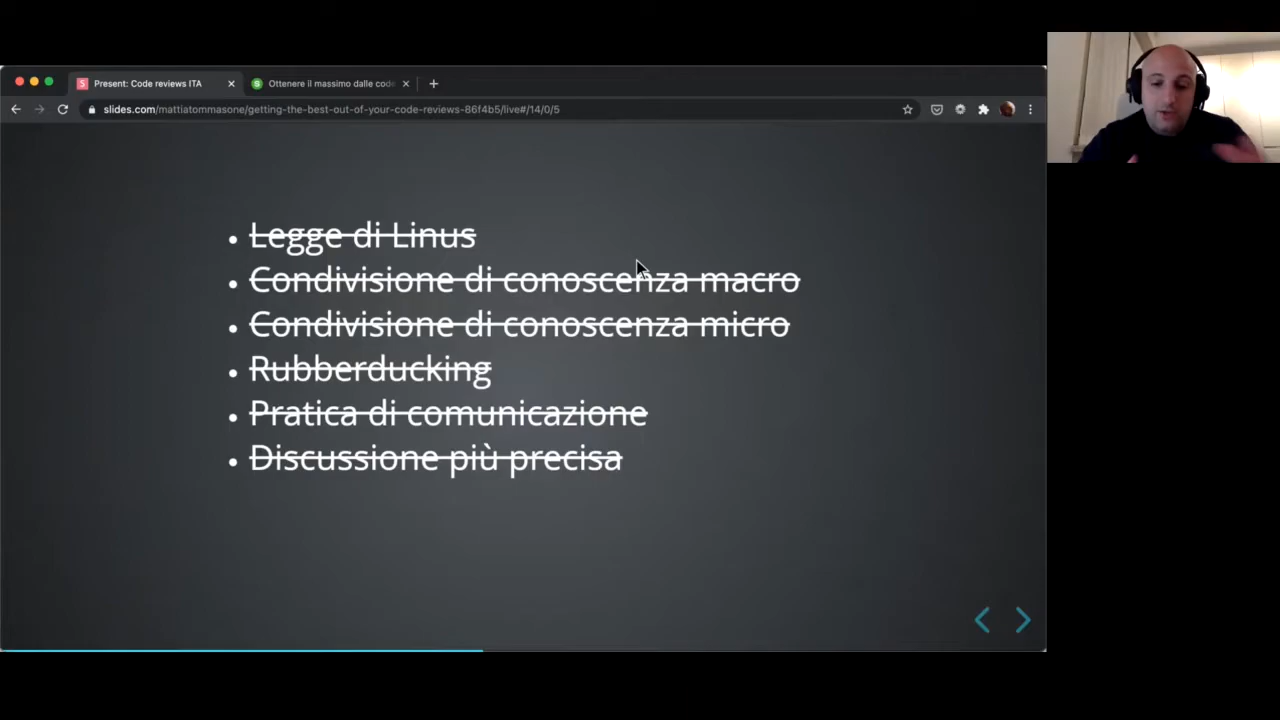 Present: Code reviews ITA
Ottenere il massimo dalle code
slides.com/mattiatommasone/getting-the-best-out-of-your-code-reviews-86f4b5/live#/14/0/5
Legge di Linus
Condivisione di conoscenza macro
Condivisione di conoscenza micro
Rubberducking
Pratica di comunicazione
Discussione più precisa